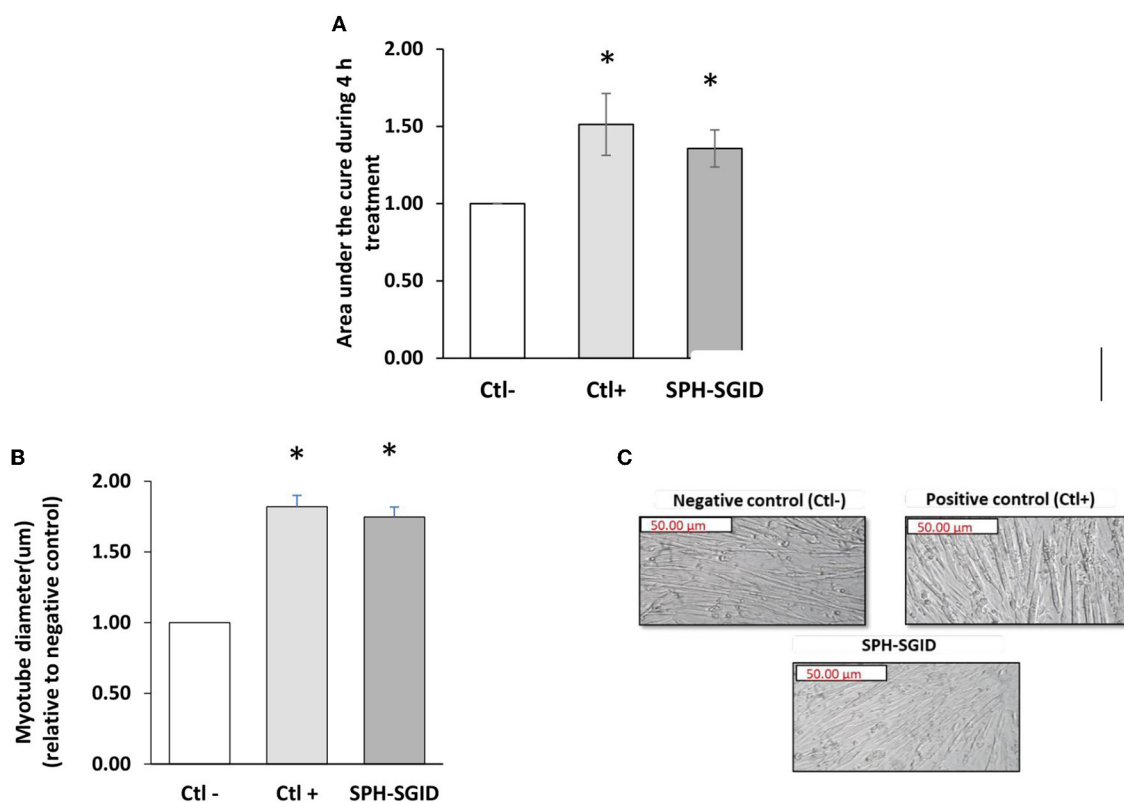 A
Area under the cure during 4 h
treatment
2.00
*
*
1.50
1.00
0.50
0.00
Ctl-
Ctl+
SPH-SGID
B
Myotube diameter(um)
(relative to negative control)
2.00
*
*
1.50
1.00
0.50
0.00
Ctl -
Ctl +
SPH-SGID
C
Negative control (Ctl-)
50.00 µm
Positive control (Ctl+)
50.00 µm
SPH-SGID
50.00 µm